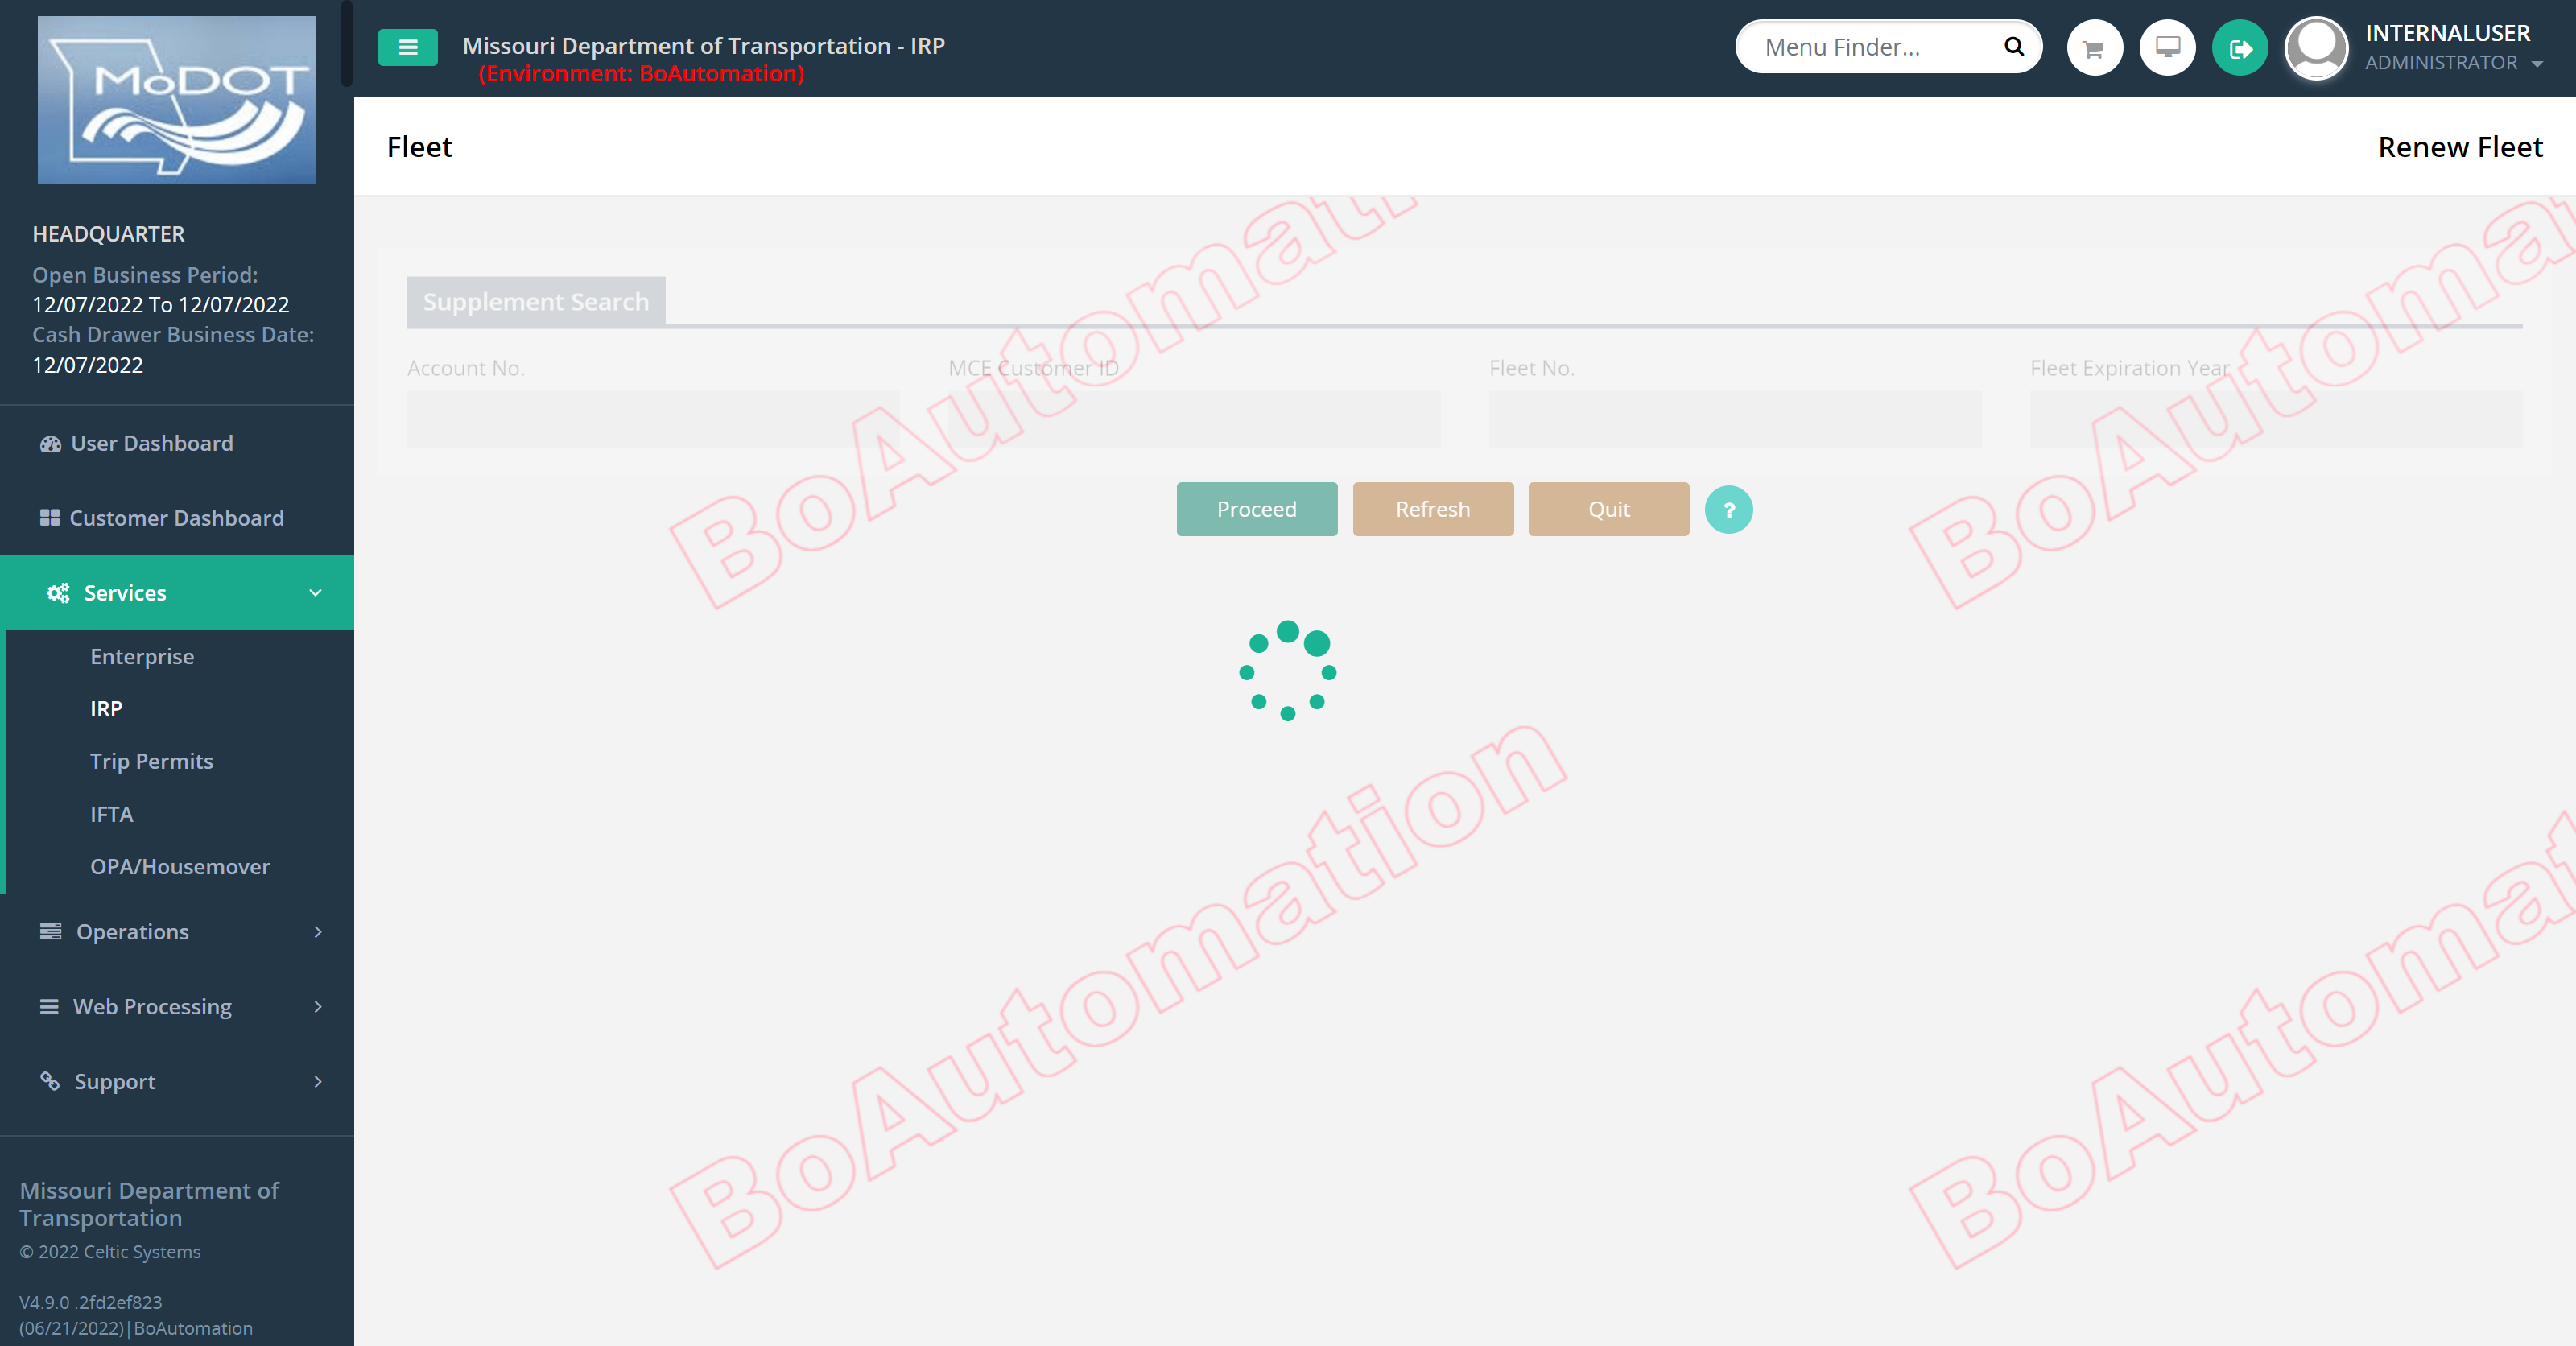 MoDOT
Missouri Department of Transportation - IRP
(Environment: BoAutomation)
Menu Finder...
INTERNALUSER
ADMINISTRATOR
HEADQUARTER
Open Business Period:
12/07/2022 To 12/07/2022
Cash Drawer Business Date:
12/07/2022
User Dashboard
Customer Dashboard
Services
Enterprise
IRP
Trip Permits
IFTA
OPA/Housemover
Operations
Web Processing
Support
Missouri Department of
Transportation
© 2022 Celtic Systems
V4.9.0 .2fd2ef823
(06/21/2022)|BoAutomation
Fleet
Renew Fleet
Supplement Search
Account No.
MCE Customer ID
Fleet No.
Fleet Expiration Year
Proceed
Refresh
Quit
?
BoAutomati
BoAutoma
BoAutomation
BoAutomat